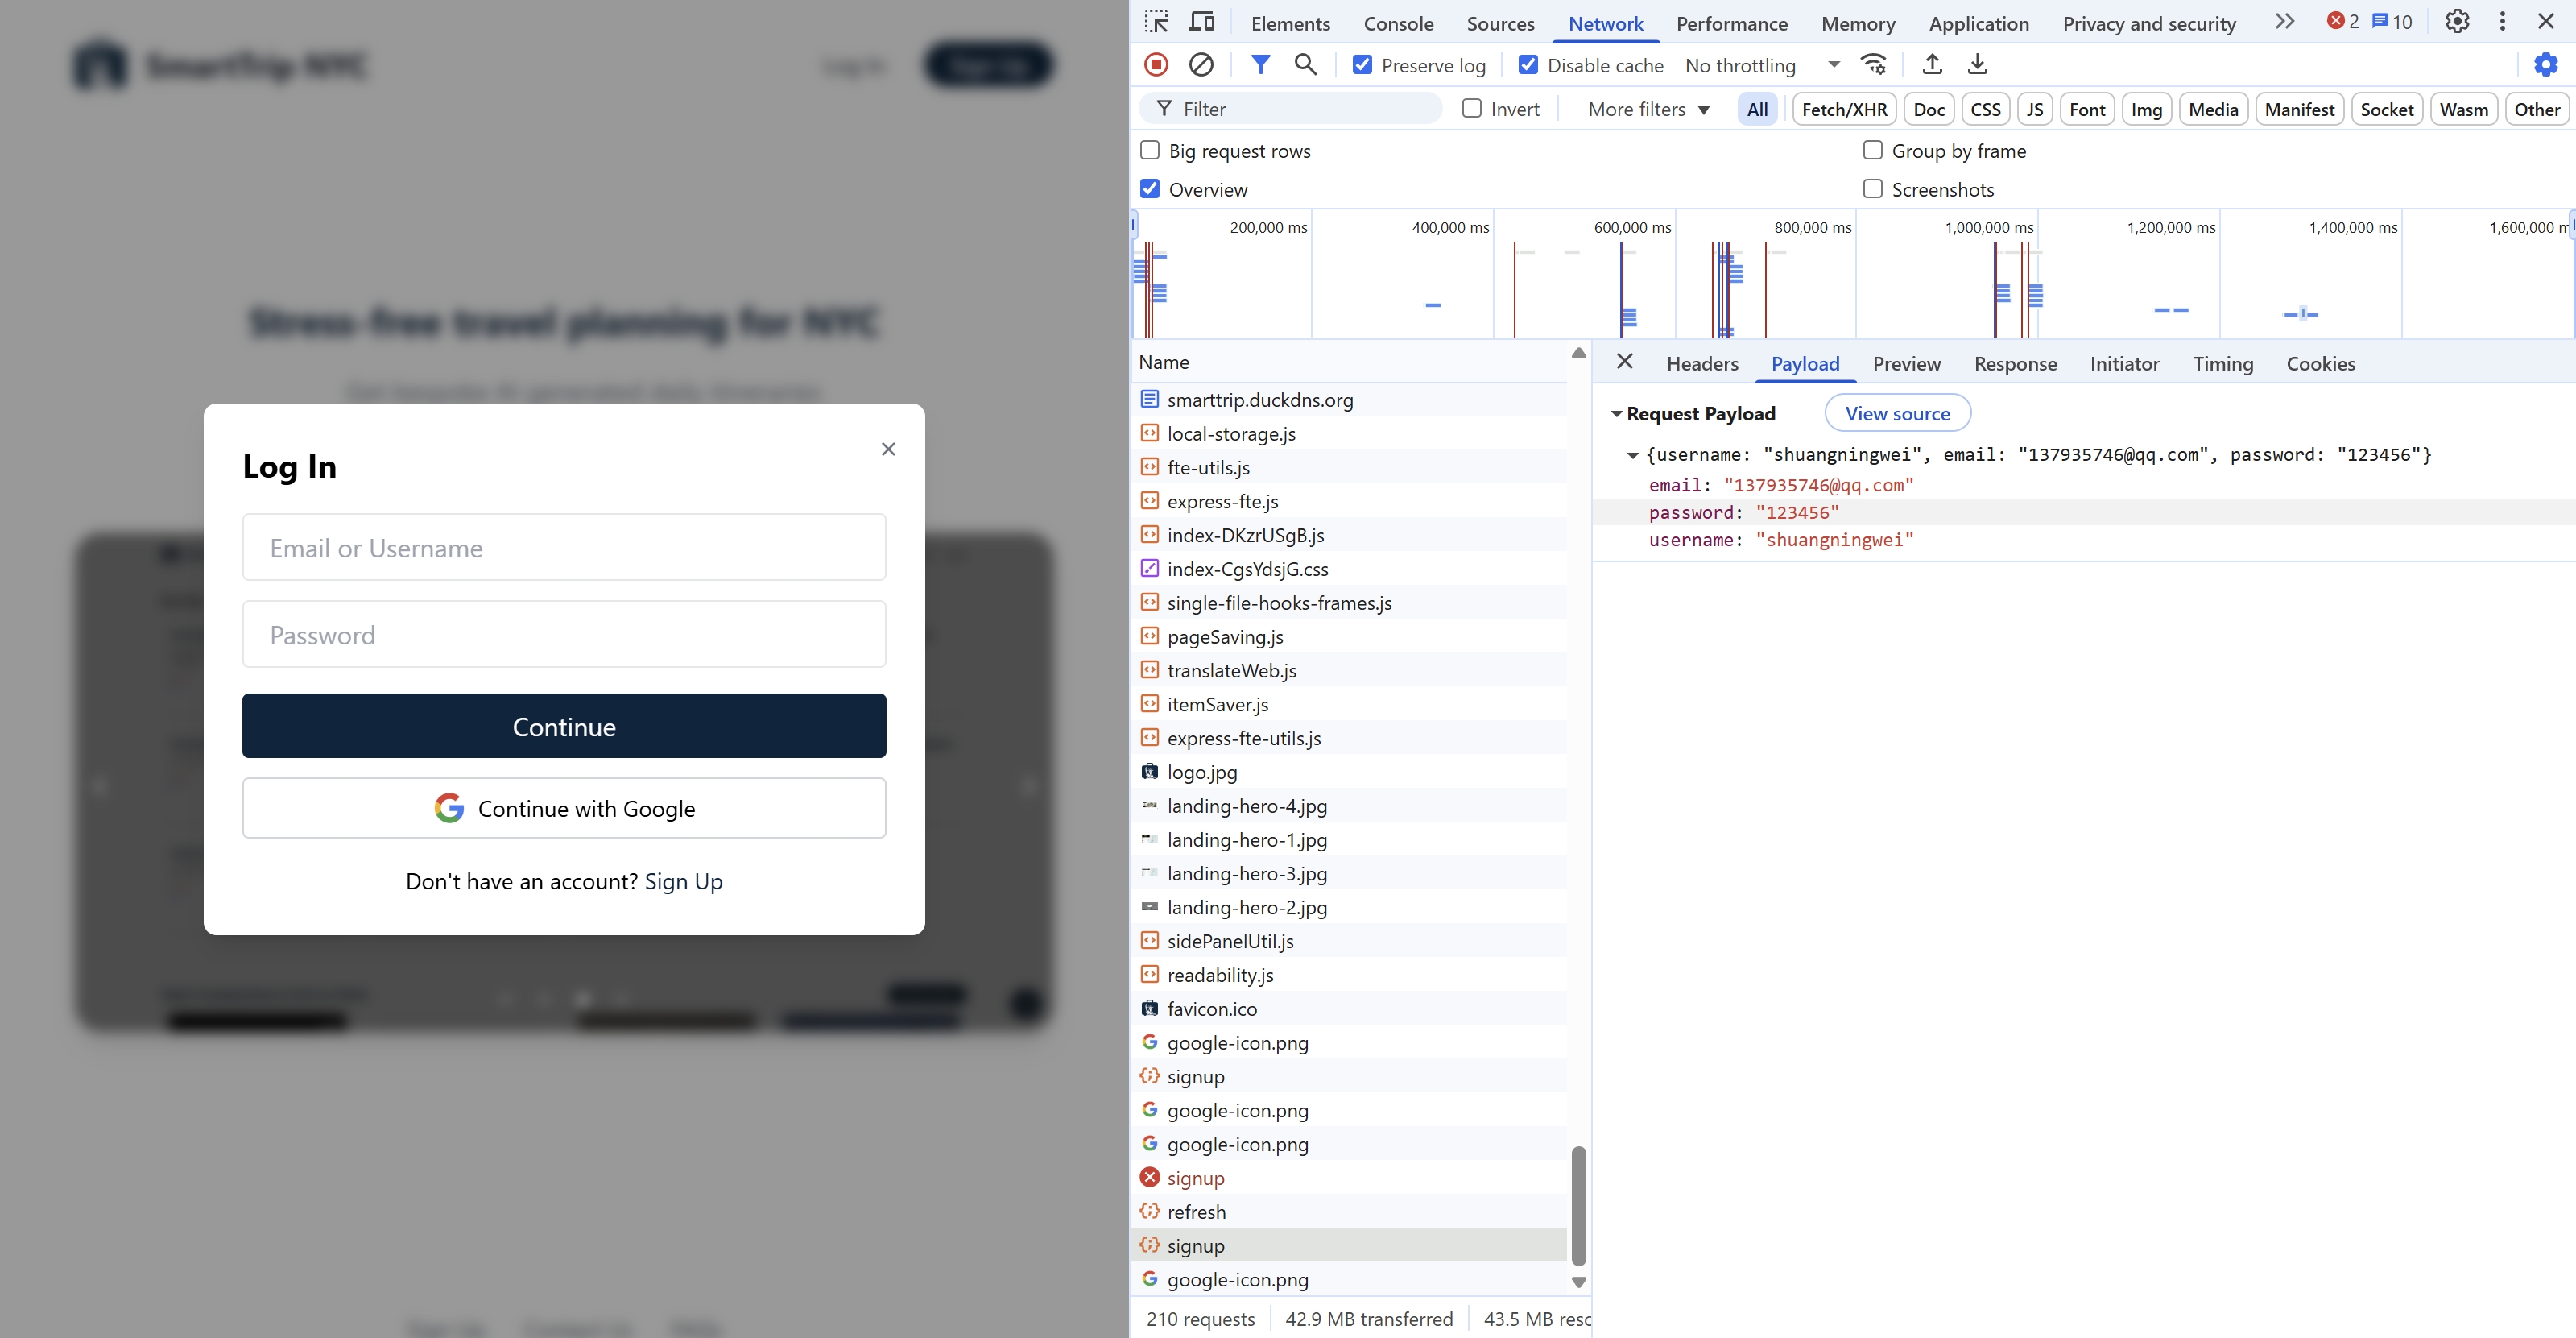 SmartTrip NYC
Log In
Sign Up
Stress-free travel planning for NYC
Get bespoke AI generated daily itineraries
Log In
Email or Username
Password
Continue
Continue with Google
Don't have an account? Sign Up
Sign Up Contact Us FAQs
Elements Console Sources Network Performance Memory Application Privacy and security 2 10
Preserve log Disable cache No throttling
Filter Invert More filters All Fetch/XHR Doc CSS JS Font Img Media Manifest Socket Wasm Other
Big request rows Group by frame
Overview Screenshots
200,000 ms 400,000 ms 600,000 ms 800,000 ms 1,000,000 ms 1,200,000 ms 1,400,000 ms 1,600,000 m
Name
smarttrip.duckdns.org
local-storage.js
fte-utils.js
express-fte.js
index-DKzrUSgB.js
index-CgsYdsjG.css
single-file-hooks-frames.js
pageSaving.js
translateWeb.js
itemSaver.js
express-fte-utils.js
logo.jpg
landing-hero-4.jpg
landing-hero-1.jpg
landing-hero-3.jpg
landing-hero-2.jpg
sidePanelUtil.js
readability.js
favicon.ico
google-icon.png
signup
google-icon.png
google-icon.png
signup
refresh
signup
google-icon.png
210 requests 42.9 MB transferred 43.5 MB resc
Headers Payload Preview Response Initiator Timing Cookies
Request Payload View source
{username: "shuangningwei", email: "137935746@qq.com", password: "123456"}
email: "137935746@qq.com"
password: "123456"
username: "shuangningwei"